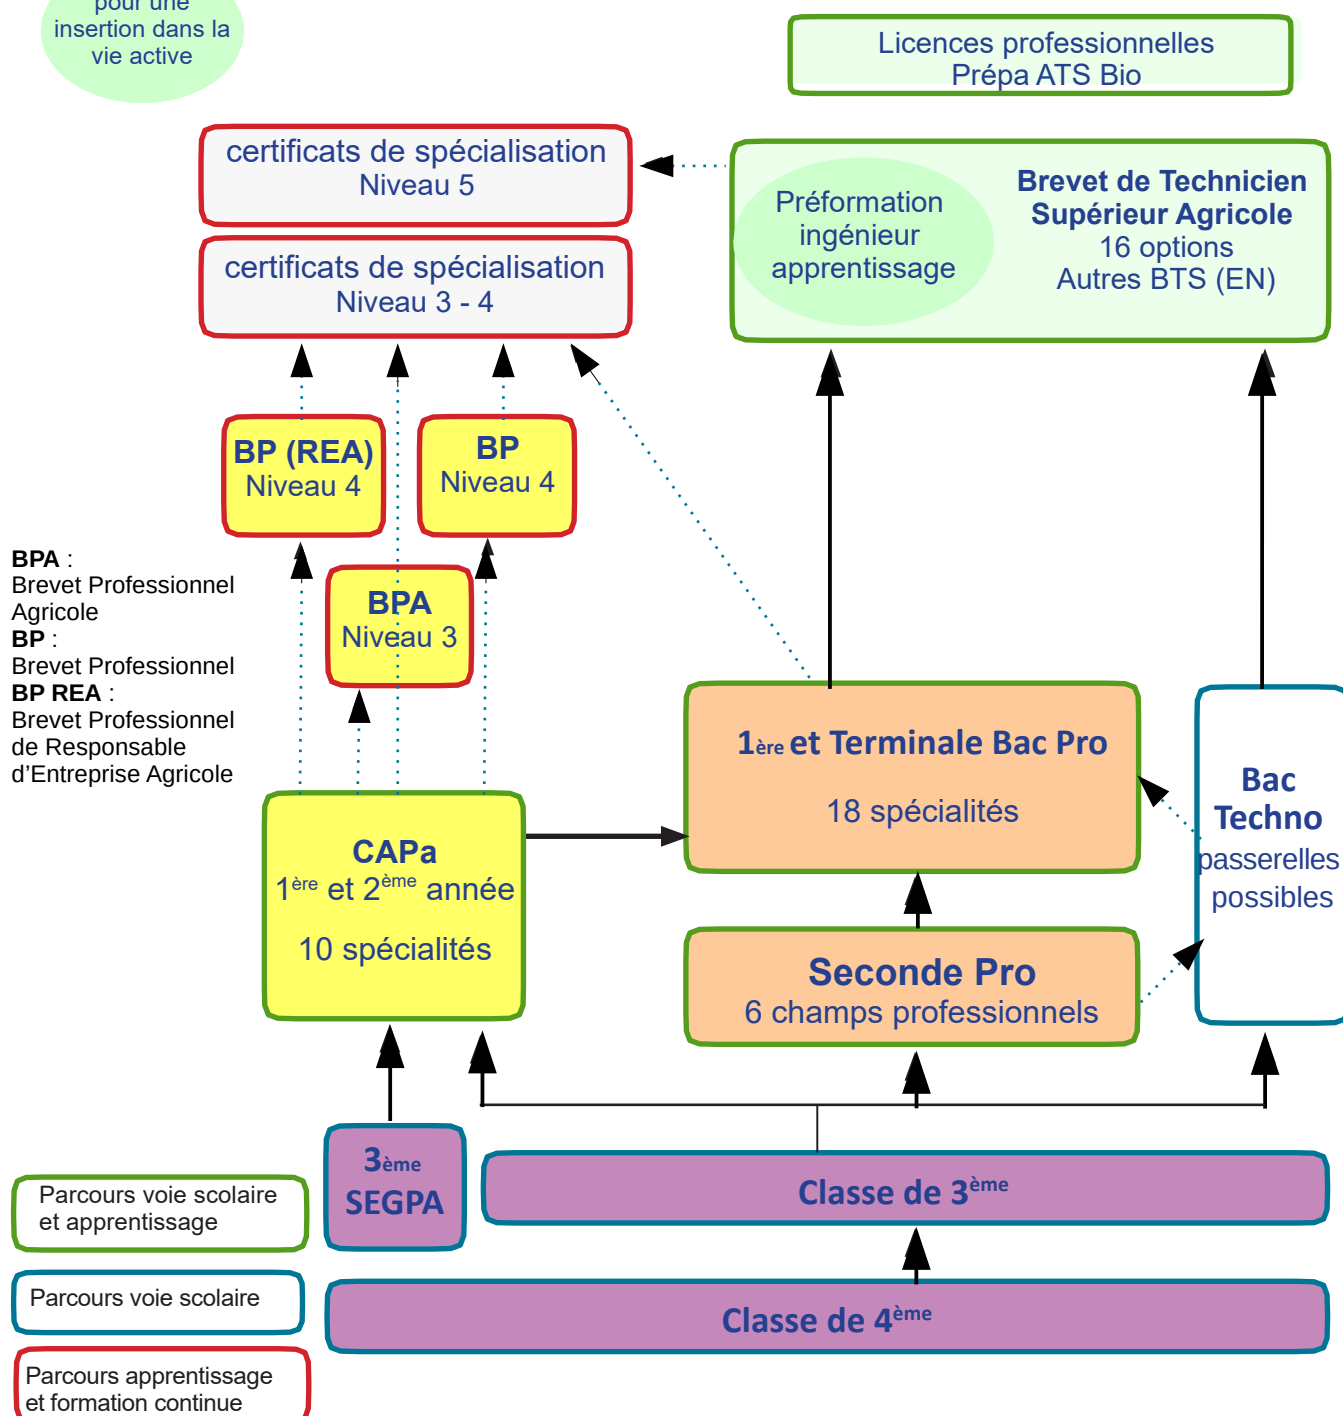 pour une
insertion dans la
vie active
Licences professionnelles
Prépa ATS Bio
certificats de spécialisation
Niveau 5
certificats de spécialisation
Niveau 3 - 4
Préformation
ingénieur
apprentissage
Brevet de Technicien
Supérieur Agricole
16 options
Autres BTS (EN)
BP (REA)
Niveau 4
BP
Niveau 4
BPA
Niveau 3
BPA :
Brevet Professionnel
Agricole
BP :
Brevet Professionnel
BP REA :
Brevet Professionnel
de Responsable
d’Entreprise Agricole
1ère et Terminale Bac Pro
18 spécialités
Bac
Techno
passerelles
possibles
CAPa
1ère et 2ème année
10 spécialités
Seconde Pro
6 champs professionnels
3ème
SEGPA
Classe de 3ème
Classe de 4ème
Parcours voie scolaire
et apprentissage
Parcours voie scolaire
Parcours apprentissage
et formation continue